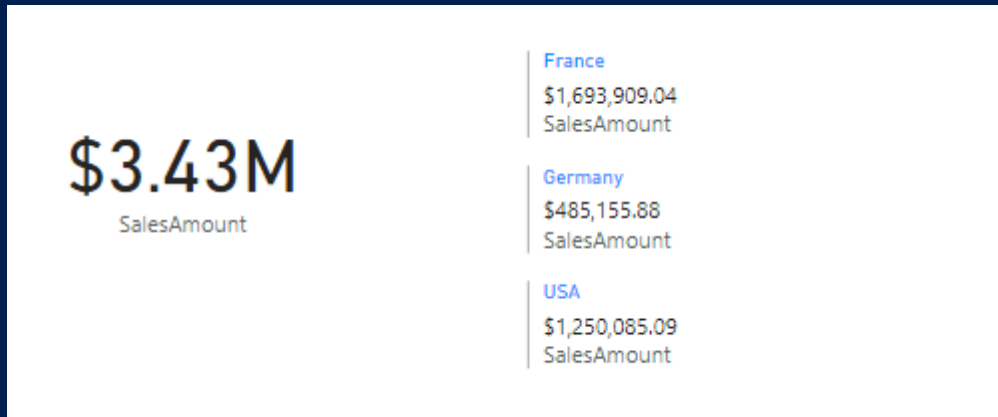 $3.43M
SalesAmount
France
$1,693,909.04
SalesAmount
Germany
$485,155.88
SalesAmount
USA
$1,250,085.09
SalesAmount